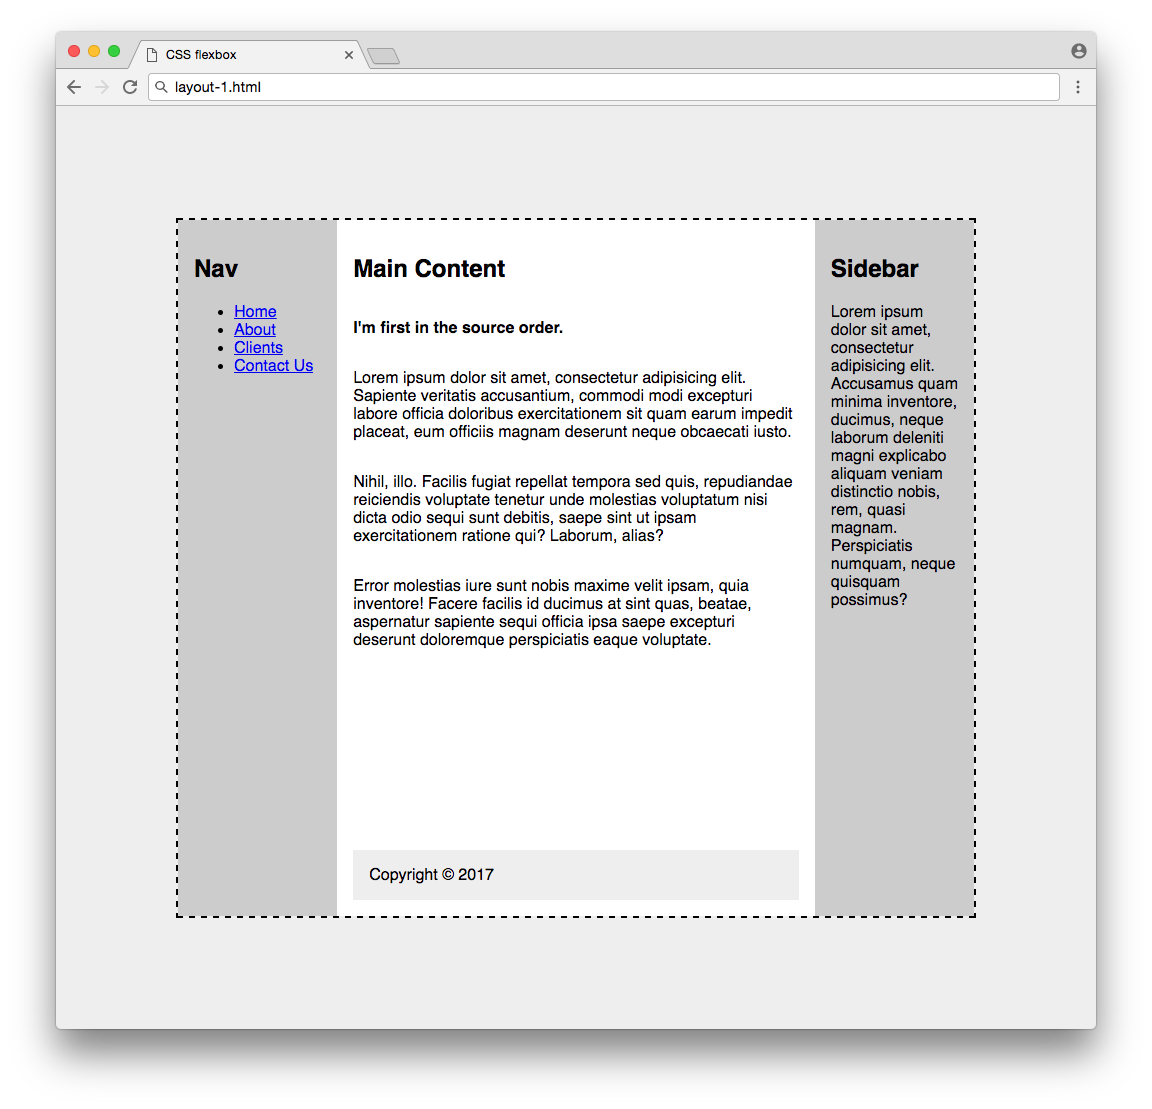 CSS flexbox
layout-1.html
Nav
Home
About
Clients
Contact Us
Main Content
I'm first in the source order.
Lorem ipsum dolor sit amet, consectetur adipisicing elit.
Sapiente veritatis accusantium, commodi modi excepturi
labore officia doloribus exercitationem sit quam earum impedit
placeat, eum officiis magnam deserunt neque obcaecati iusto.
Nihil, illo. Facilis fugiat repellat tempora sed quis, repudiandae
reiciendis voluptate tenetur unde molestias voluptatum nisi
dicta odio sequi sunt debitis, saepe sint ut ipsam
exercitationem ratione qui? Laborum, alias?
Error molestias iure sunt nobis maxime velit ipsam, quia
inventore! Facere facilis id ducimus at sint quas, beatae,
aspernatur sapiente sequi officia ipsa saepe excepturi
deserunt doloremque perspiciatis eaque voluptate.
Copyright © 2017
Sidebar
Lorem ipsum
dolor sit amet,
consectetur
adipisicing elit.
Accusamus quam
minima inventore,
ducimus, neque
laborum deleniti
magni explicabo
aliquam veniam
distinctio nobis,
rem, quasi
magnam.
Perspiciatis
numquam, neque
quisquam
possimus?